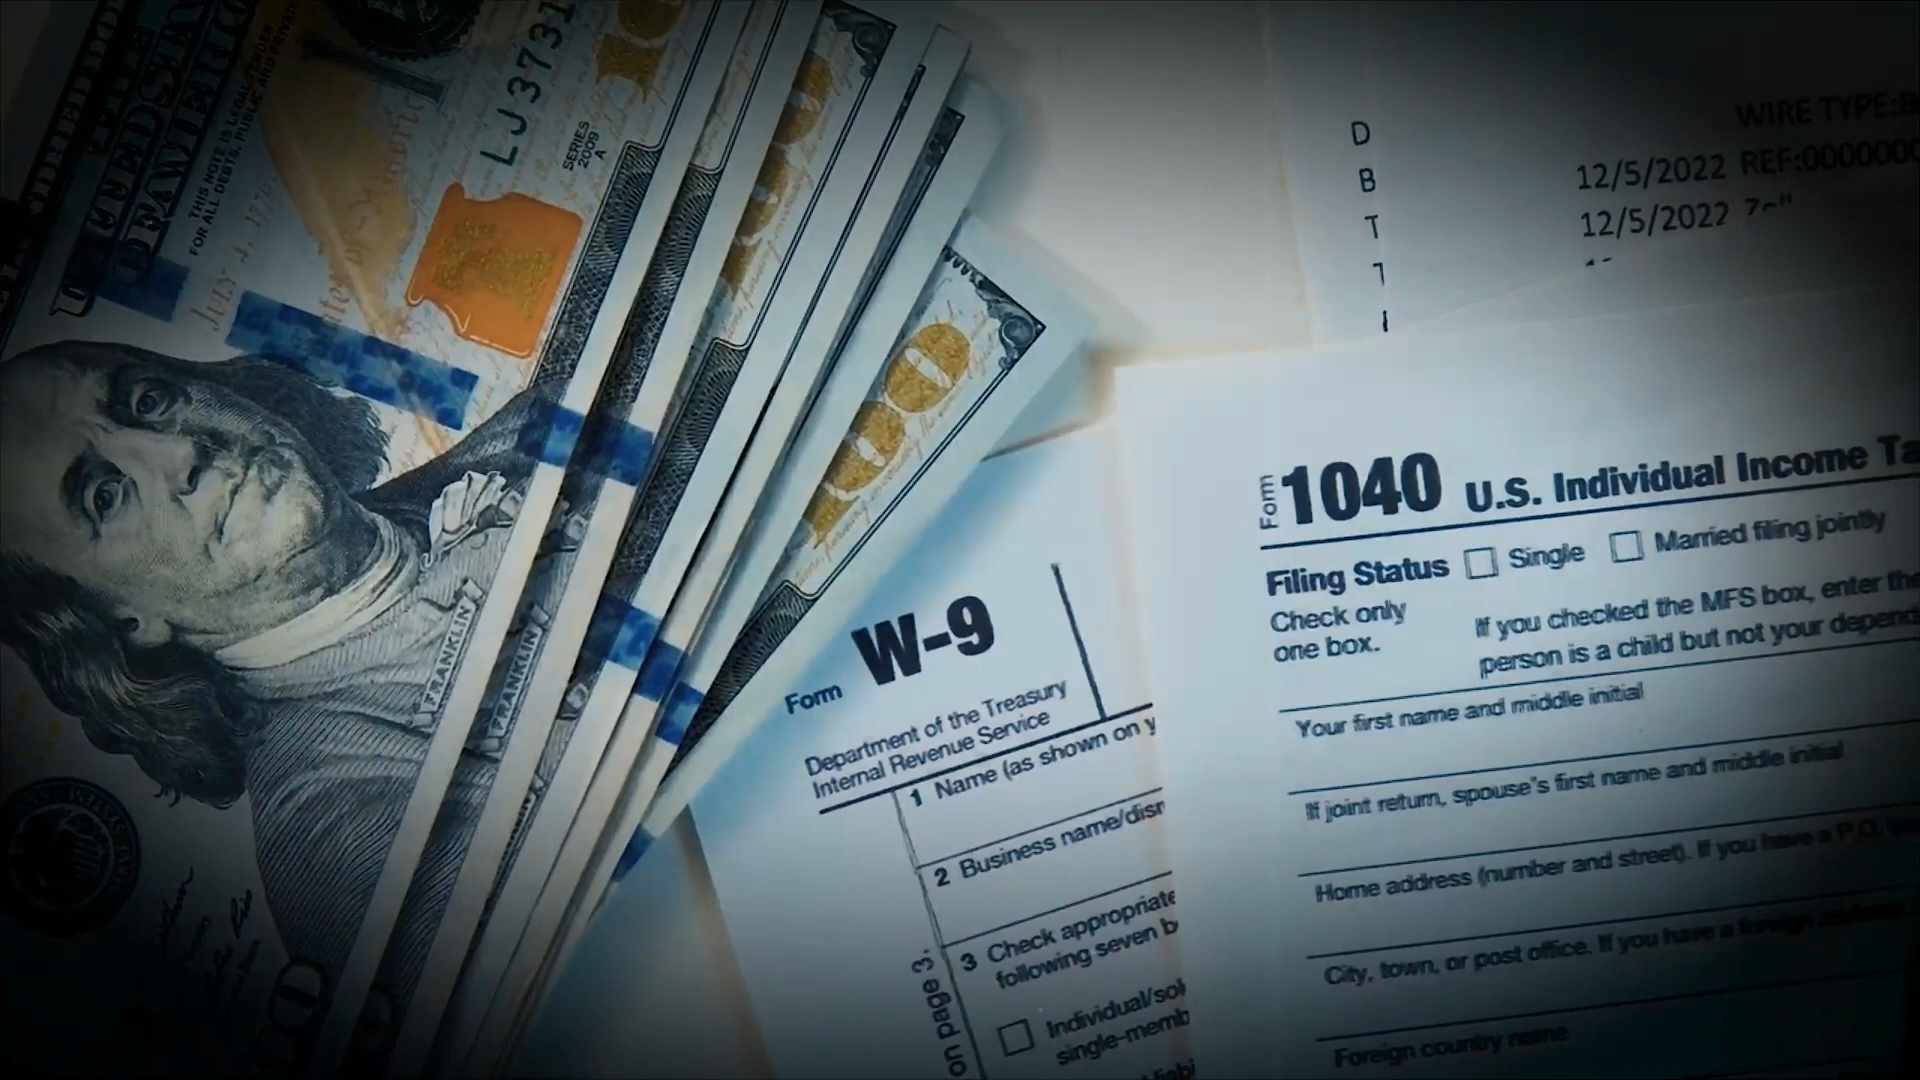 THIS NOTE IS LEGAL TENDER
FOR ALL DEBTS, PUBLIC AND PRIVATE
JULY 4, 1776
LJ3731
SERIES
2009
A
100
FRANKLIN
FRANKLIN
D
B
T
T
I
WIRE TYPE:B
12/5/2022 REF:0000000
12/5/2022
Form W-9
Department of the Treasury
Internal Revenue Service
1 Name (as shown on y
2 Business name/disr
3 Check appropriate
following seven b
Individual/sol
single-memb
on page 3.
Form 1040 U.S. Individual Income Ta
Filing Status Single Married filing jointly
Check only
one box.
If you checked the MFS box, enter the
person is a child but not your depend
Your first name and middle initial
If joint return, spouse's first name and middle initial
Home address (number and street). If you have a P.O.
City, town, or post office. If you have a foreign
Foreign country name